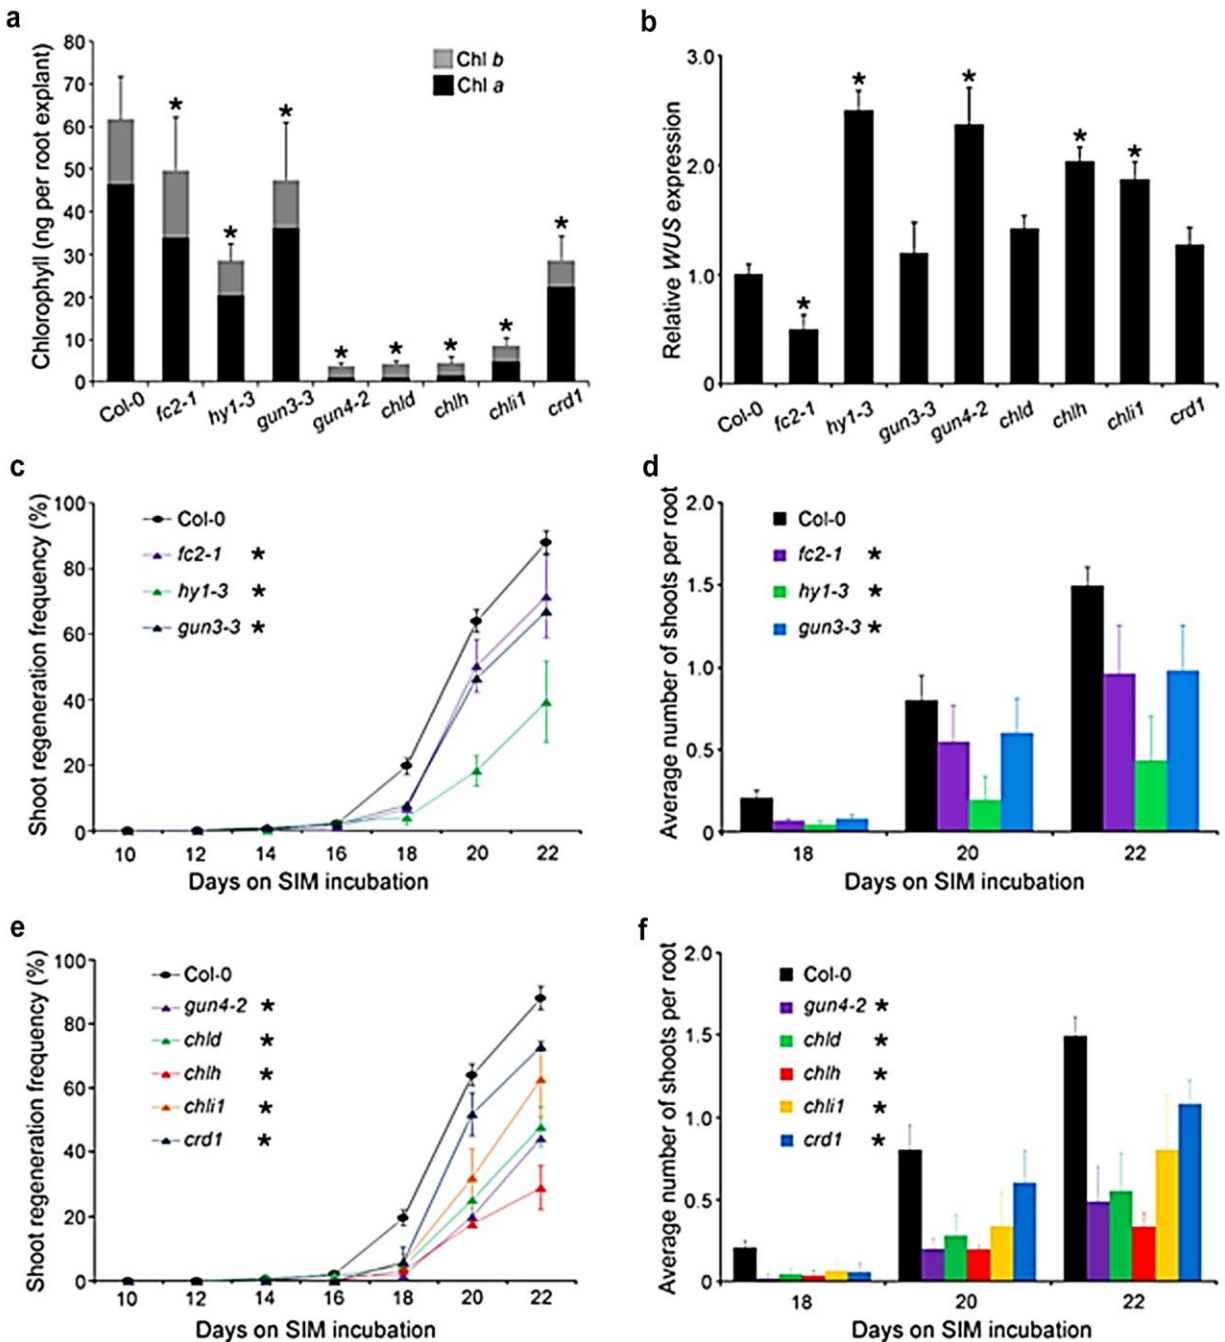 a
Chlorophyll (ng per root explant)
80
70
60
50
40
30
20
10
0
Chl b
Chl a
*
*
*
*
*
*
*
*
Col-0 fc2-1 hy1-3 gun3-3 gun4-2 chld chlh chli1 crd1
b
Relative WUS expression
3.0
2.0
1.0
0
*
*
*
*
*
Col-0 fc2-1 hy1-3 gun3-3 gun4-2 chld chlh chli1 crd1
c
Shoot regeneration frequency (%)
100
80
60
40
20
0
Col-0
fc2-1 *
hy1-3 *
gun3-3 *
10 12 14 16 18 20 22
Days on SIM incubation
d
Average number of shoots per root
2.0
1.5
1.0
0.5
0
Col-0
fc2-1 *
hy1-3 *
gun3-3 *
18 20 22
Days on SIM incubation
e
Shoot regeneration frequency (%)
100
80
60
40
20
0
Col-0
gun4-2 *
chld *
chlh *
chli1 *
crd1 *
10 12 14 16 18 20 22
Days on SIM incubation
f
Average number of shoots per root
2.0
1.5
1.0
0.5
0
Col-0
gun4-2 *
chld *
chlh *
chli1 *
crd1 *
18 20 22
Days on SIM incubation